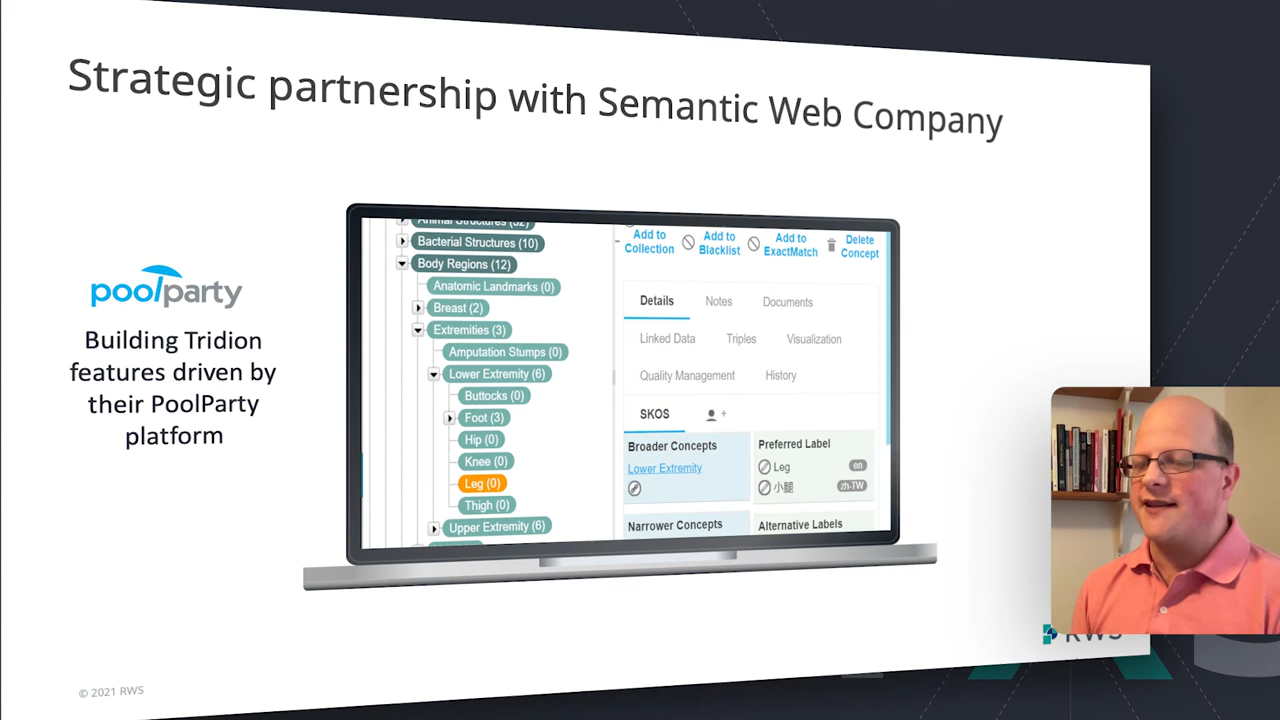 Strategic partnership with Semantic Web Company
poolparty
Building Tridion
features driven by
their PoolParty
platform
Animal Structures (32)
Bacterial Structures (10)
Body Regions (12)
Anatomic Landmarks (0)
Breast (2)
Extremities (3)
Amputation Stumps (0)
Lower Extremity (6)
Buttocks (0)
Foot (3)
Hip (0)
Knee (0)
Leg (0)
Thigh (0)
Upper Extremity (6)
Add to
Collection
Add to
Blacklist
Add to
ExactMatch
Delete
Concept
Details
Notes
Documents
Linked Data
Triples
Visualization
Quality Management
History
SKOS
Broader Concepts
Lower Extremity
Preferred Label
Leg en
小腿 zh-TW
Narrower Concepts
Alternative Labels
RWS
© 2021 RWS